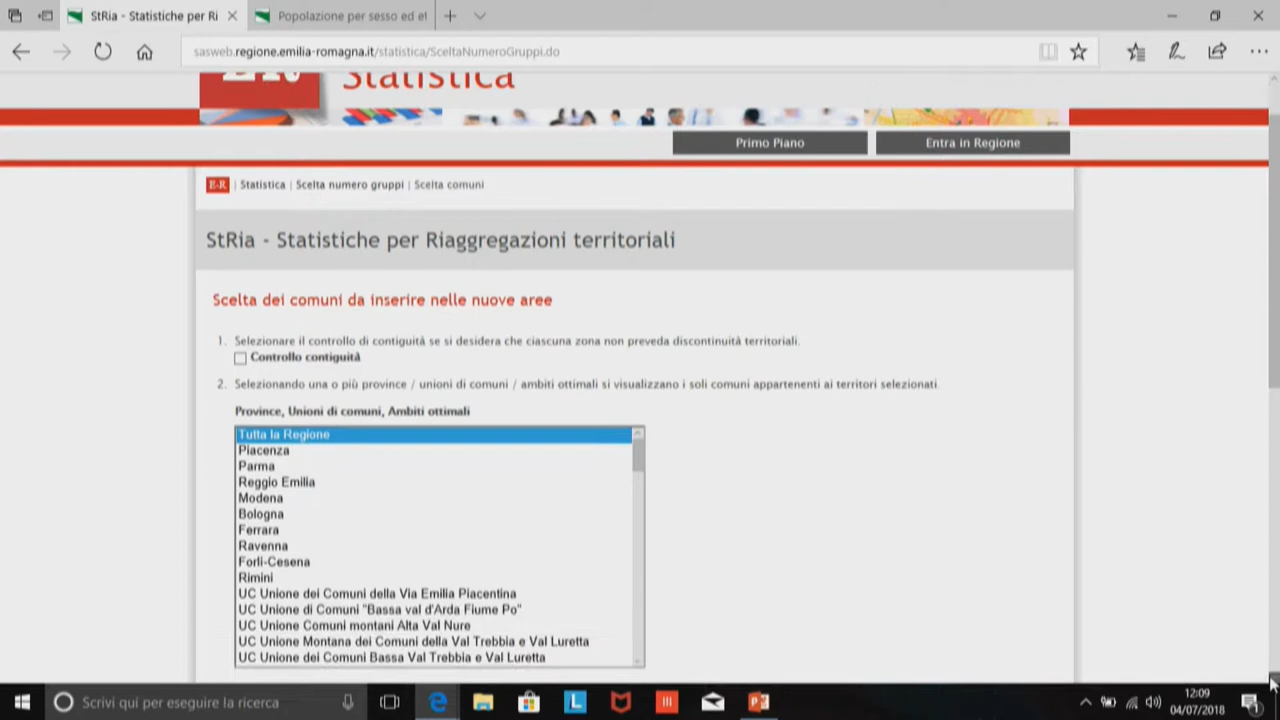 StRia - Statistiche per Ri
Popolazione per sesso ed et
sasweb.regione.emilia-romagna.it/statistica/SceltaNumeroGruppi.do
Statistica
Primo Piano
Entra in Regione
E-R | Statistica | Scelta numero gruppi | Scelta comuni
StRia - Statistiche per Riaggregazioni territoriali
Scelta dei comuni da inserire nelle nuove aree
1. Selezionare il controllo di contiguità se si desidera che ciascuna zona non preveda discontinuità territoriali.
Controllo contiguità
2. Selezionando una o più province / unioni di comuni / ambiti ottimali si visualizzano i soli comuni appartenenti ai territori selezionati.
Province, Unioni di comuni, Ambiti ottimali
Tutta la Regione
Piacenza
Parma
Reggio Emilia
Modena
Bologna
Ferrara
Ravenna
Forlì-Cesena
Rimini
UC Unione dei Comuni della Via Emilia Piacentina
UC Unione di Comuni "Bassa val d'Arda Fiume Po"
UC Unione Comuni montani Alta Val Nure
UC Unione Montana dei Comuni della Val Trebbia e Val Luretta
UC Unione dei Comuni Bassa Val Trebbia e Val Luretta
Scrivi qui per eseguire la ricerca
12:09
04/07/2018